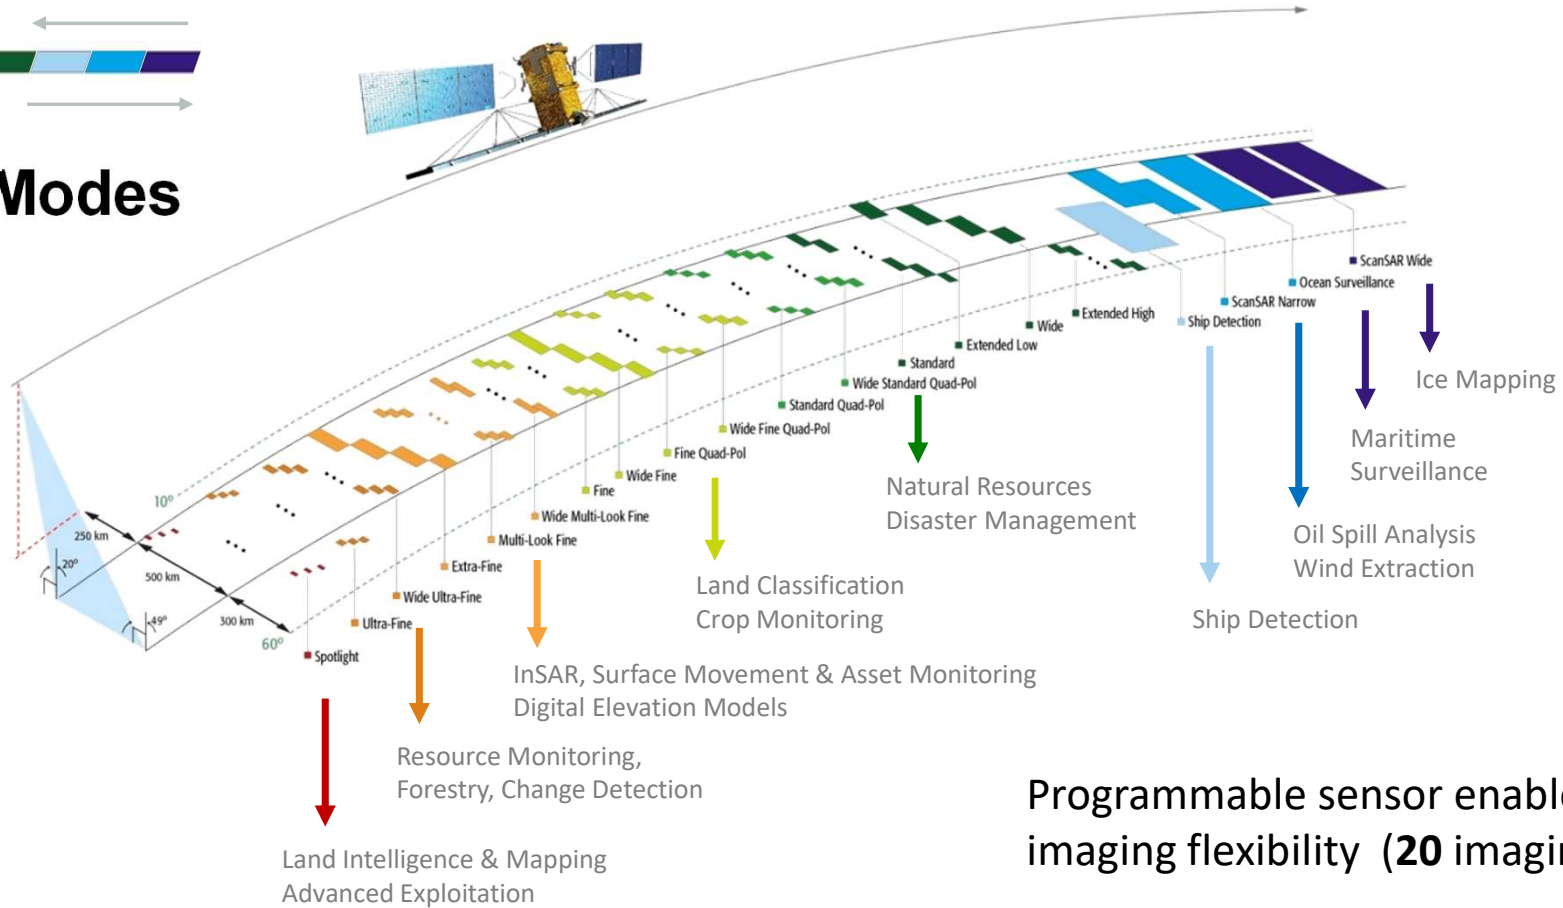 Modes
10°
250 km
20°
500 km
49°
300 km
60°
Spotlight
Ultra-Fine
Wide Ultra-Fine
Extra-Fine
Multi-Look Fine
Wide Multi-Look Fine
Fine
Wide Fine
Fine Quad-Pol
Wide Fine Quad-Pol
Standard Quad-Pol
Wide Standard Quad-Pol
Standard
Extended Low
Wide
Extended High
Ship Detection
ScanSAR Narrow
Ocean Surveillance
ScanSAR Wide
Ice Mapping
Maritime
Surveillance
Oil Spill Analysis
Wind Extraction
Ship Detection
Natural Resources
Disaster Management
Land Classification
Crop Monitoring
InSAR, Surface Movement & Asset Monitoring
Digital Elevation Models
Resource Monitoring,
Forestry, Change Detection
Land Intelligence & Mapping
Advanced Exploitation
Programmable sensor enable
imaging flexibility (20 imagin